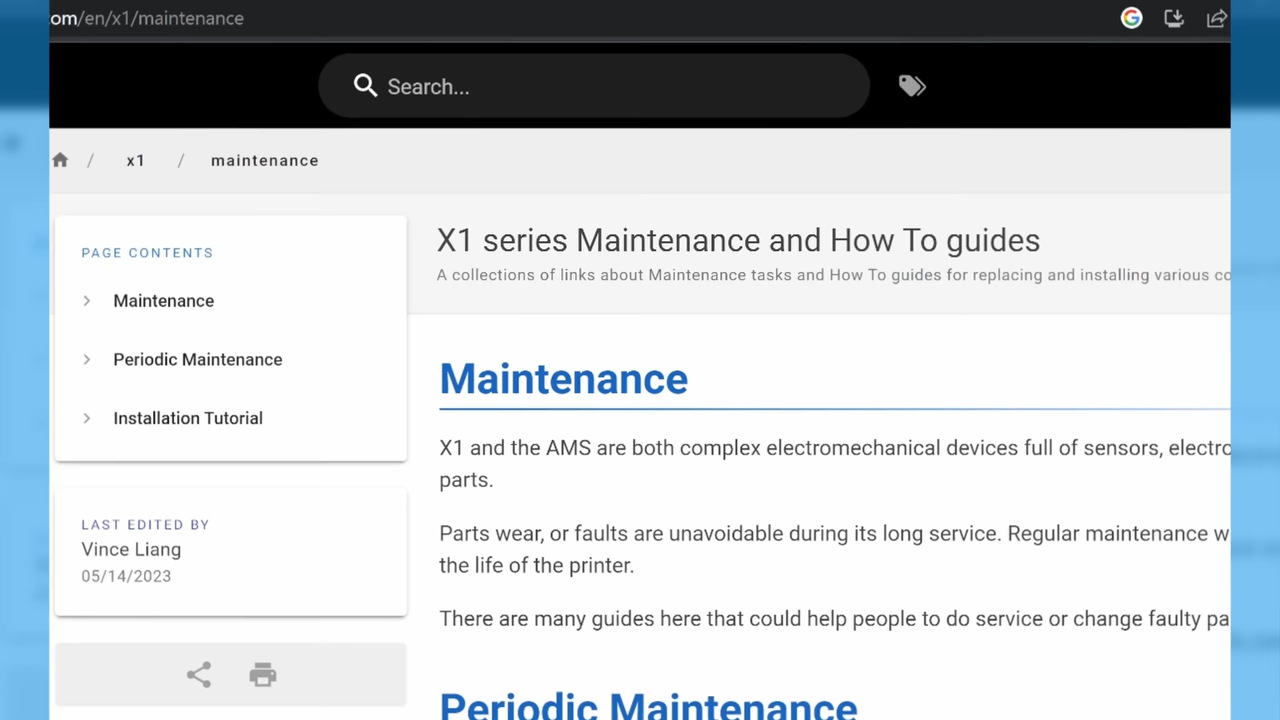 om/en/x1/maintenance
Search...
/ x1 / maintenance
PAGE CONTENTS
Maintenance
Periodic Maintenance
Installation Tutorial
LAST EDITED BY
Vince Liang
05/14/2023
X1 series Maintenance and How To guides
A collections of links about Maintenance tasks and How To guides for replacing and installing various co
Maintenance
X1 and the AMS are both complex electromechanical devices full of sensors, electro
parts.
Parts wear, or faults are unavoidable during its long service. Regular maintenance w
the life of the printer.
There are many guides here that could help people to do service or change faulty pa
Periodic Maintenance